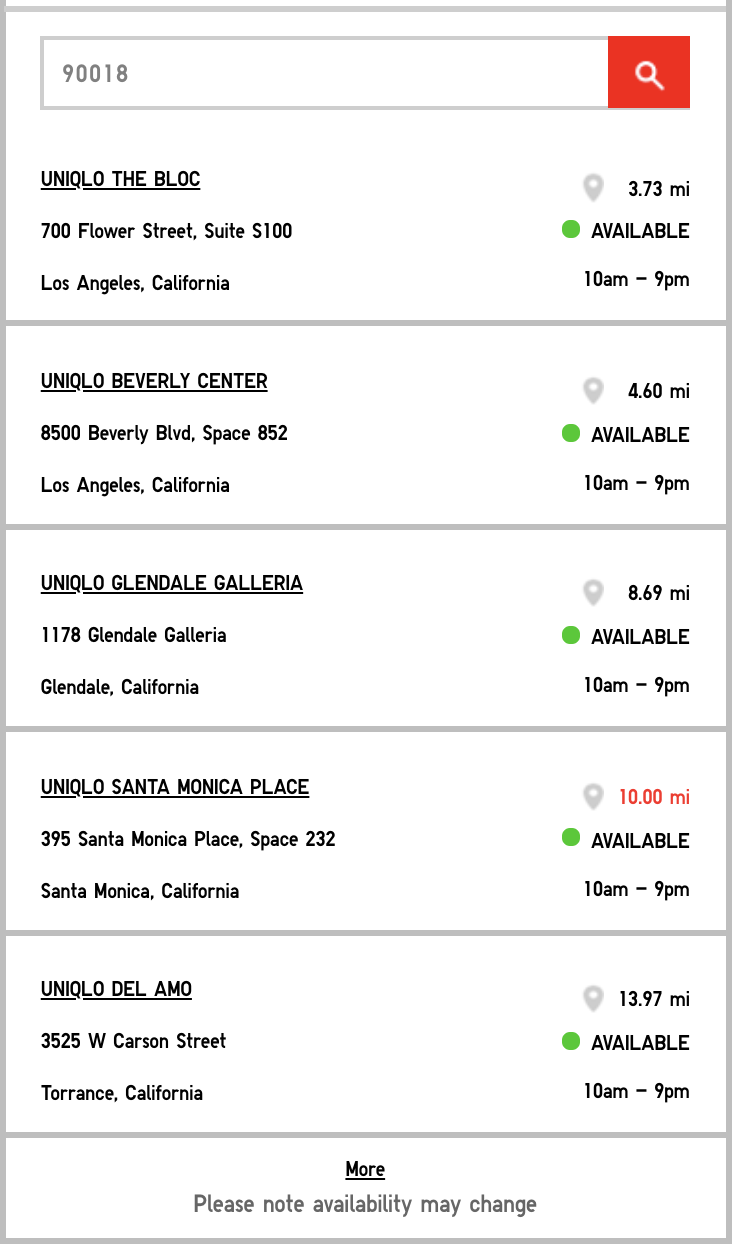 90018
UNIQLO THE BLOC
3.73 mi
700 Flower Street, Suite S100
AVAILABLE
Los Angeles, California
10am – 9pm
UNIQLO BEVERLY CENTER
4.60 mi
8500 Beverly Blvd, Space 852
AVAILABLE
Los Angeles, California
10am – 9pm
UNIQLO GLENDALE GALLERIA
8.69 mi
1178 Glendale Galleria
AVAILABLE
Glendale, California
10am – 9pm
UNIQLO SANTA MONICA PLACE
10.00 mi
395 Santa Monica Place, Space 232
AVAILABLE
Santa Monica, California
10am – 9pm
UNIQLO DEL AMO
13.97 mi
3525 W Carson Street
AVAILABLE
Torrance, California
10am – 9pm
More
Please note availability may change